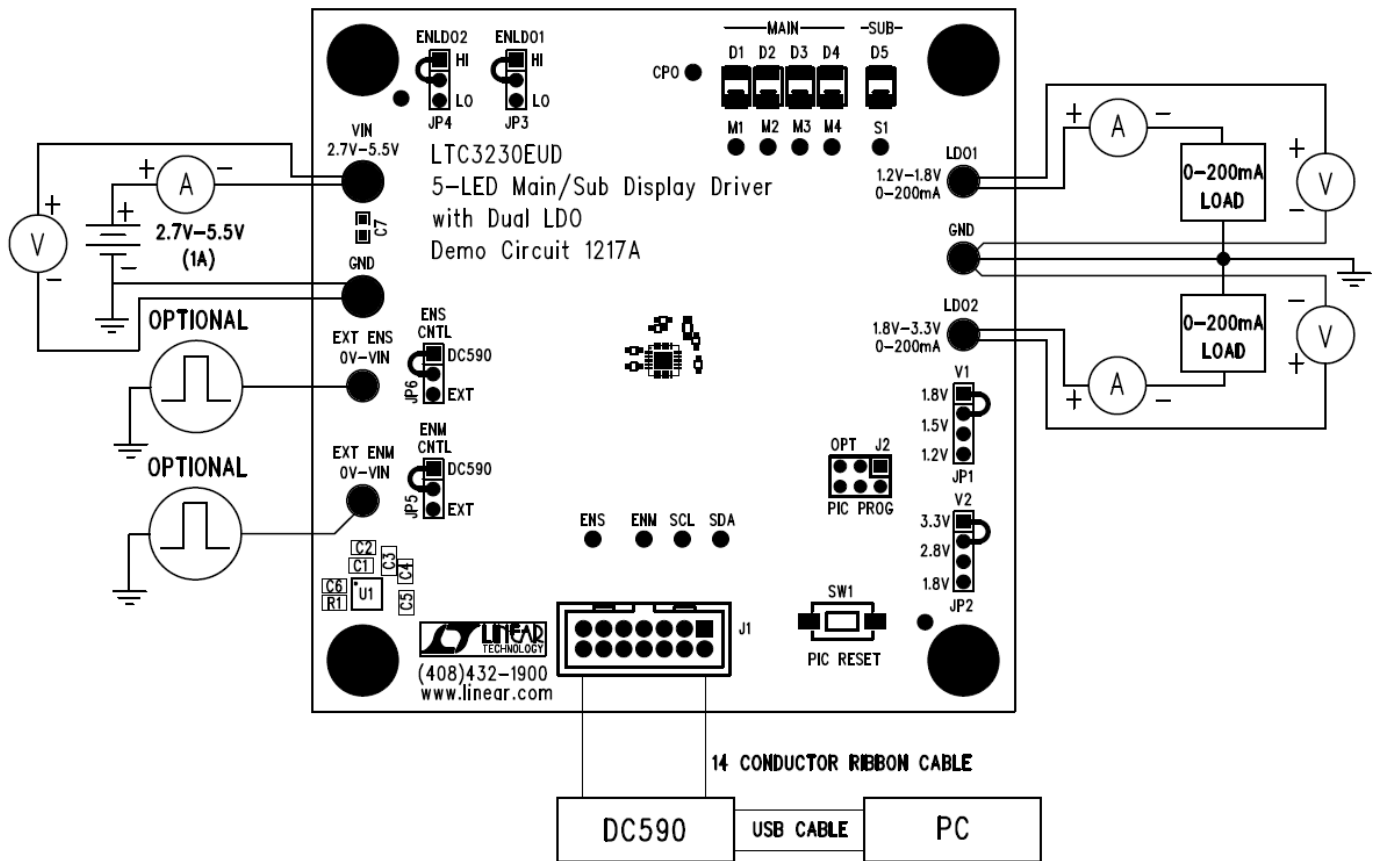 ENLDO2
ENLDO1
HI
HI
LO
LO
JP4
JP3
CPO
MAIN
SUB
D1 D2 D3 D4
D5
M1 M2 M3 M4
S1
VIN
2.7V-5.5V
LTC3230EUD
5-LED Main/Sub Display Driver
with Dual LDO
Demo Circuit 1217A
C7
GND
+ A -
+
V
-
+
2.7V-5.5V
(1A)
-
OPTIONAL
EXT ENS
0V-VIN
ENS
CNTL
DC590
EXT
JP6
OPTIONAL
EXT ENM
0V-VIN
ENM
CNTL
DC590
EXT
JP5
LDO1
1.2V-1.8V
0-200mA
+ A -
0-200mA
LOAD
+
V
-
GND
LDO2
1.8V-3.3V
0-200mA
+ A -
0-200mA
LOAD
-
V
+
V1
1.8V
1.5V
1.2V
JP1
OPT J2
PIC PROG
V2
3.3V
2.8V
1.8V
JP2
ENS ENM SCL SDA
C2
C1
C3
C4
C6
R1
U1
C5
SW1
PIC RESET
J1
LINEAR
TECHNOLOGY
(408)432-1900
www.linear.com
14 CONDUCTOR RIBBON CABLE
DC590
USB CABLE
PC